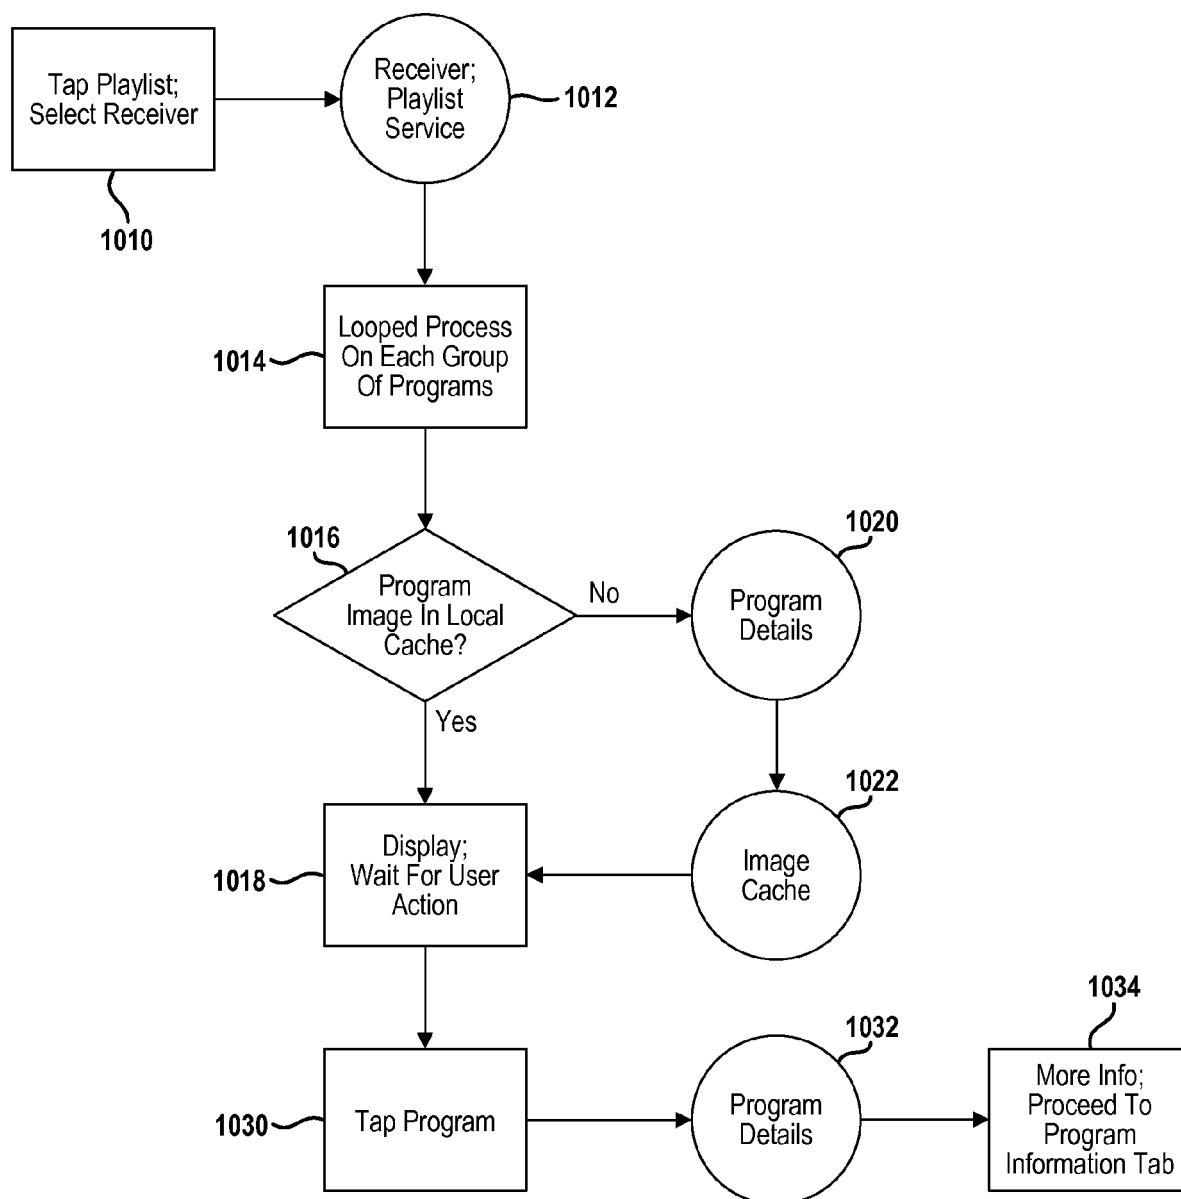 Tap Playlist;
Select Receiver
1010
Receiver;
Playlist
Service
1012
Looped Process
On Each Group
Of Programs
1014
1016
Program
Image In Local
Cache?
No
Yes
1020
Program
Details
1022
Image
Cache
Display;
Wait For User
Action
1018
Tap Program
1030
1032
Program
Details
1034
More Info;
Proceed To
Program
Information Tab